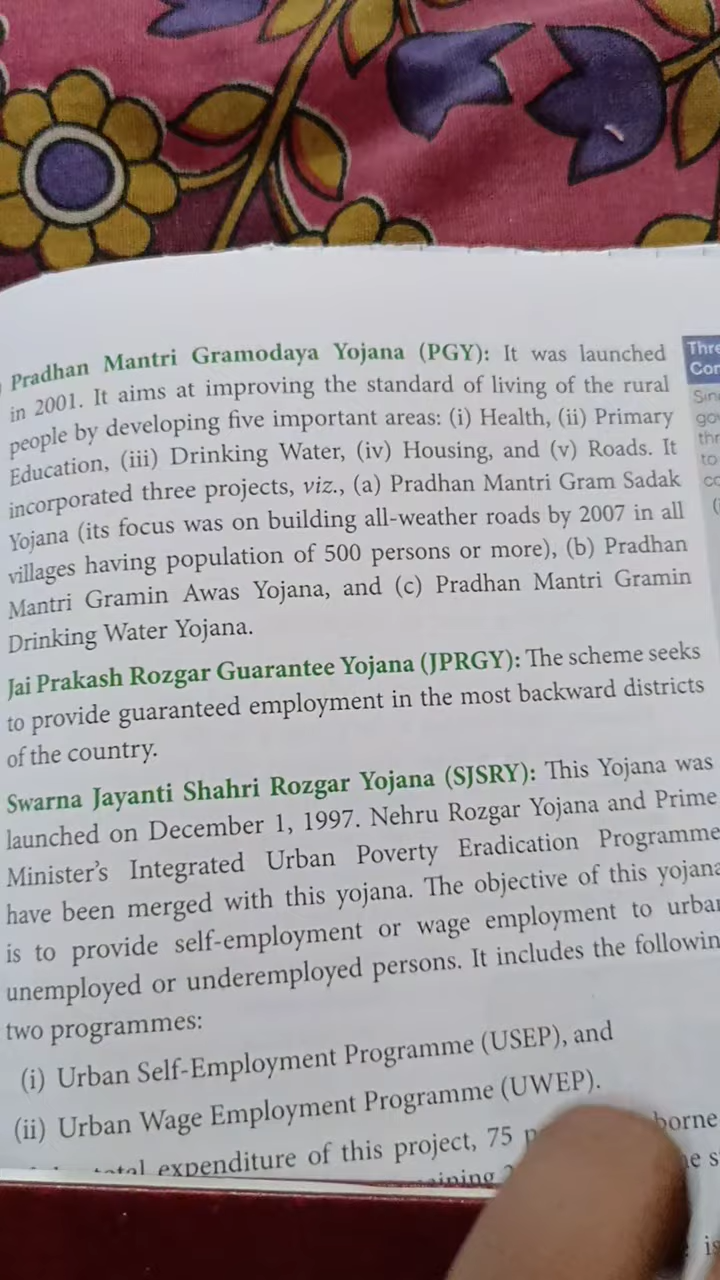 Pradhan Mantri Gramodaya Yojana (PGY): It was launched
in 2001. It aims at improving the standard of living of the rural
people by developing five important areas: (i) Health, (ii) Primary
Education, (iii) Drinking Water, (iv) Housing, and (v) Roads. It
incorporated three projects, viz., (a) Pradhan Mantri Gram Sadak
Yojana (its focus was on building all-weather roads by 2007 in all
villages having population of 500 persons or more), (b) Pradhan
Mantri Gramin Awas Yojana, and (c) Pradhan Mantri Gramin
Drinking Water Yojana.
Jai Prakash Rozgar Guarantee Yojana (JPRGY): The scheme seeks
to provide guaranteed employment in the most backward districts
of the country.
Swarna Jayanti Shahri Rozgar Yojana (SJSRY): This Yojana was
launched on December 1, 1997. Nehru Rozgar Yojana and Prime
Minister's Integrated Urban Poverty Eradication Programme
have been merged with this yojana. The objective of this yojana
is to provide self-employment or wage employment to
unemployed or underemployed persons. It includes the
two programmes:
(i) Urban Self-Employment Programme (USEP), and
(ii) Urban Wage Employment Programme (UWEP).
expenditure of this project, 75 borne